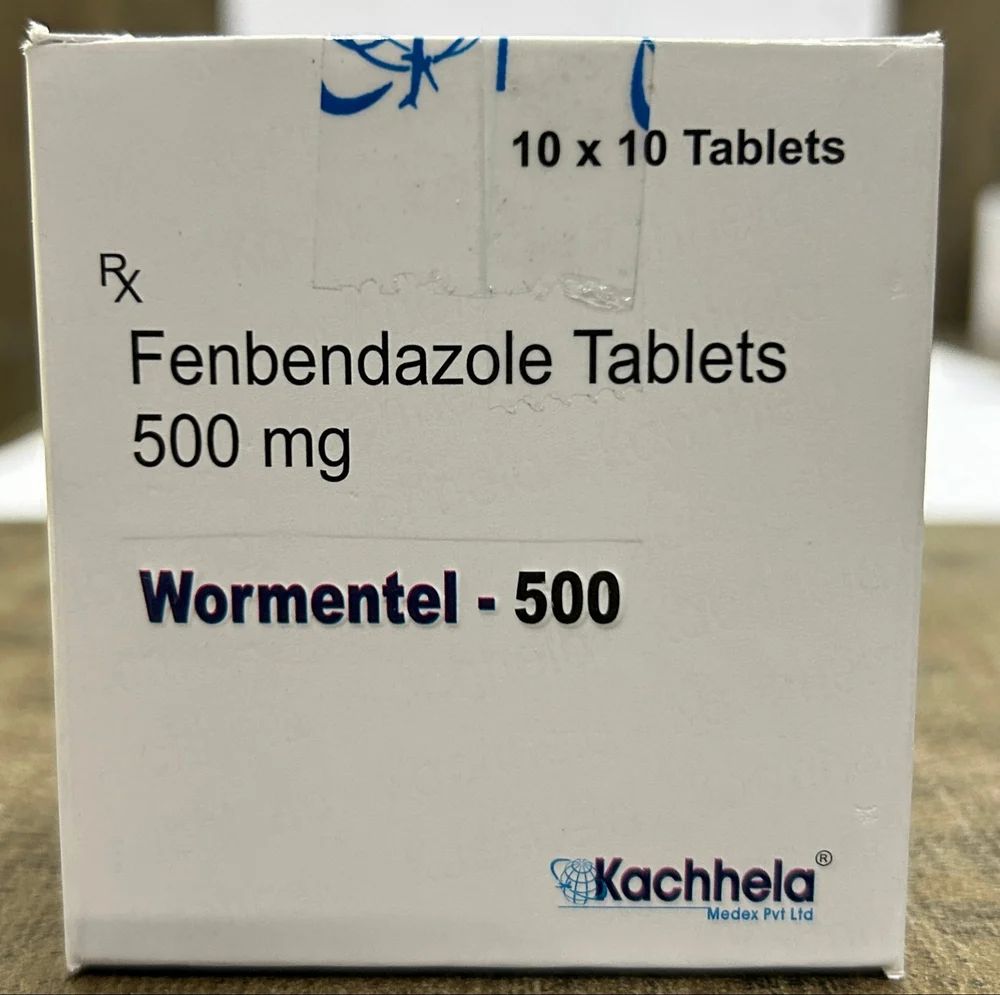 10 x 10 Tablets
Rx
Fenbendazole Tablets
500 mg
Wormentel - 500
Kachhela®
Medex Pvt Ltd